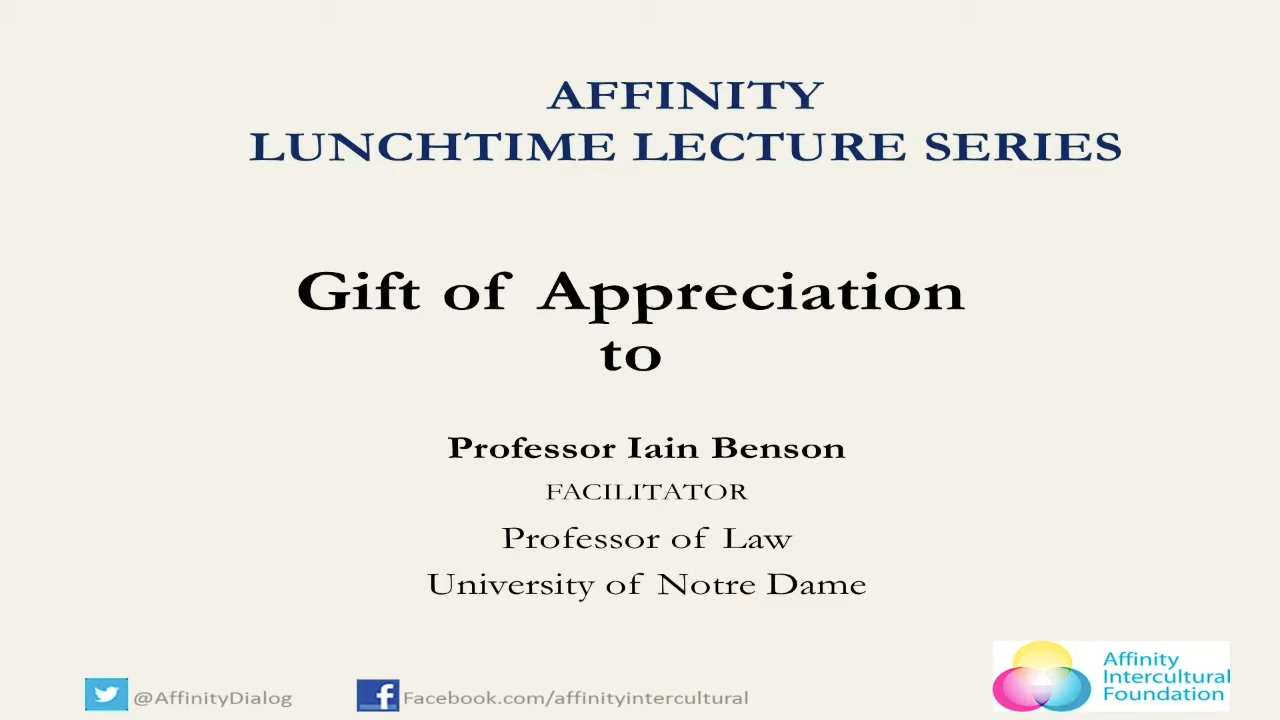 AFFINITY
LUNCHTIME LECTURE SERIES
Gift of Appreciation
to
Professor Iain Benson
FACILITATOR
Professor of Law
University of Notre Dame
@AffinityDialog
Facebook.com/affinityintercultural
Affinity
Intercultural
Foundation